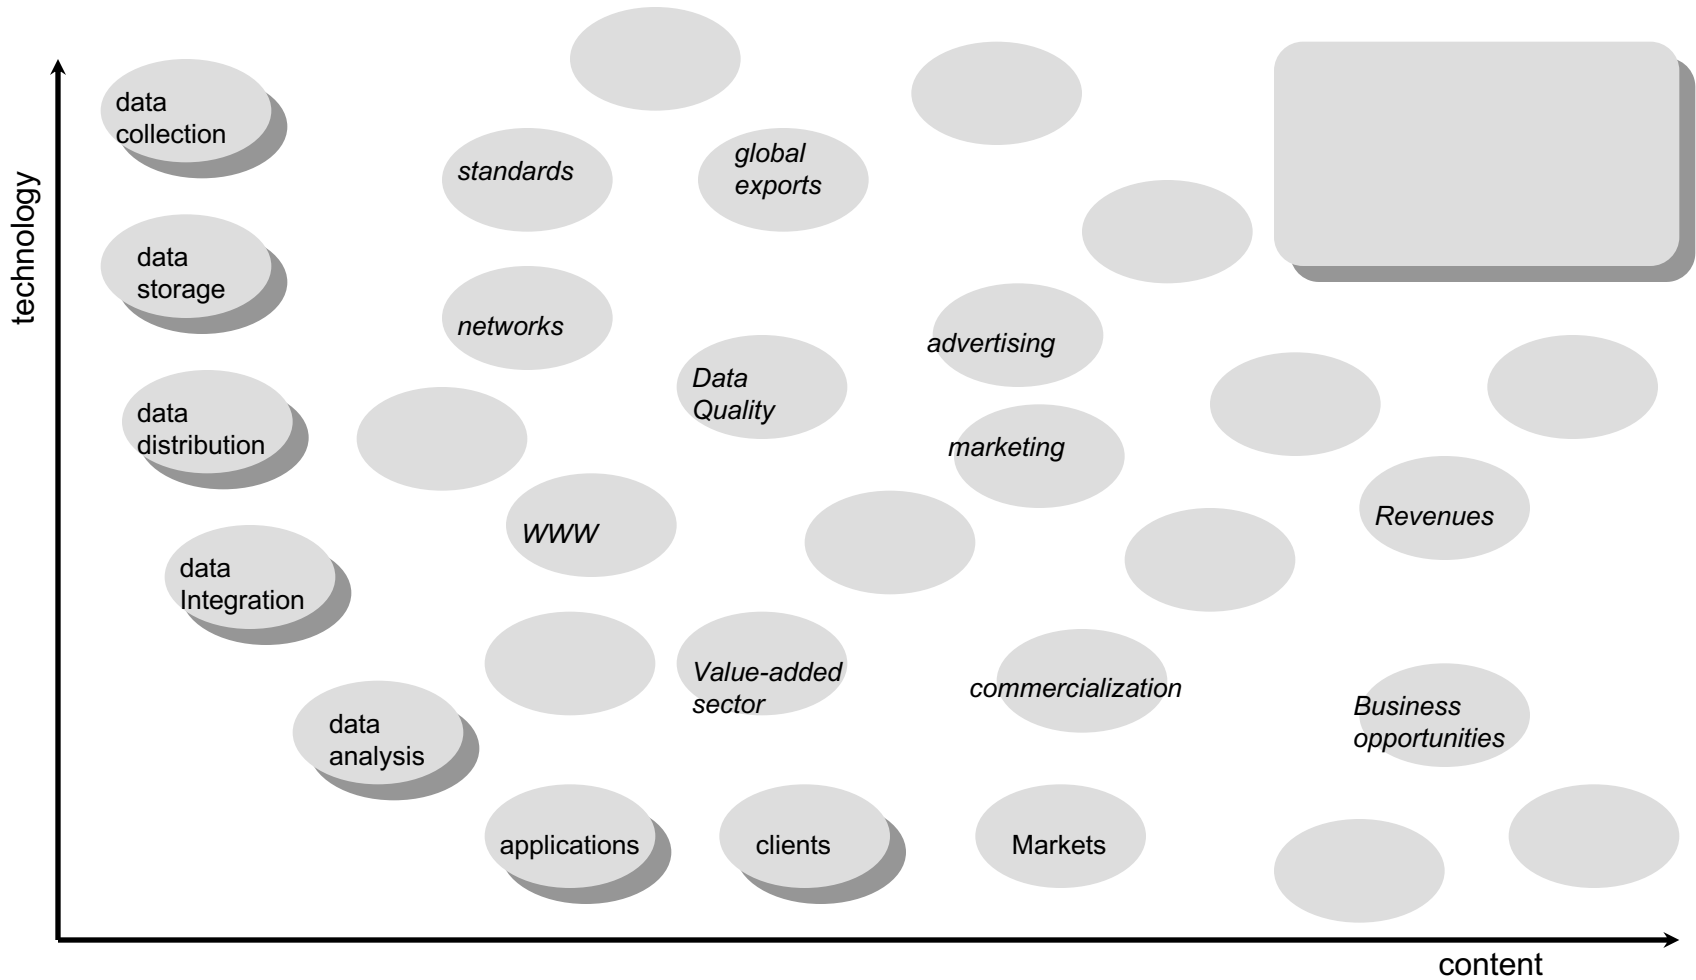 data
collection
standards
global
exports
technology
data
storage
networks
advertising
Data
Quality
data
distribution
marketing
WWW
Revenues
data
Integration
Value-added
sector
commercialization
Business
opportunities
data
analysis
applications
clients
Markets
content